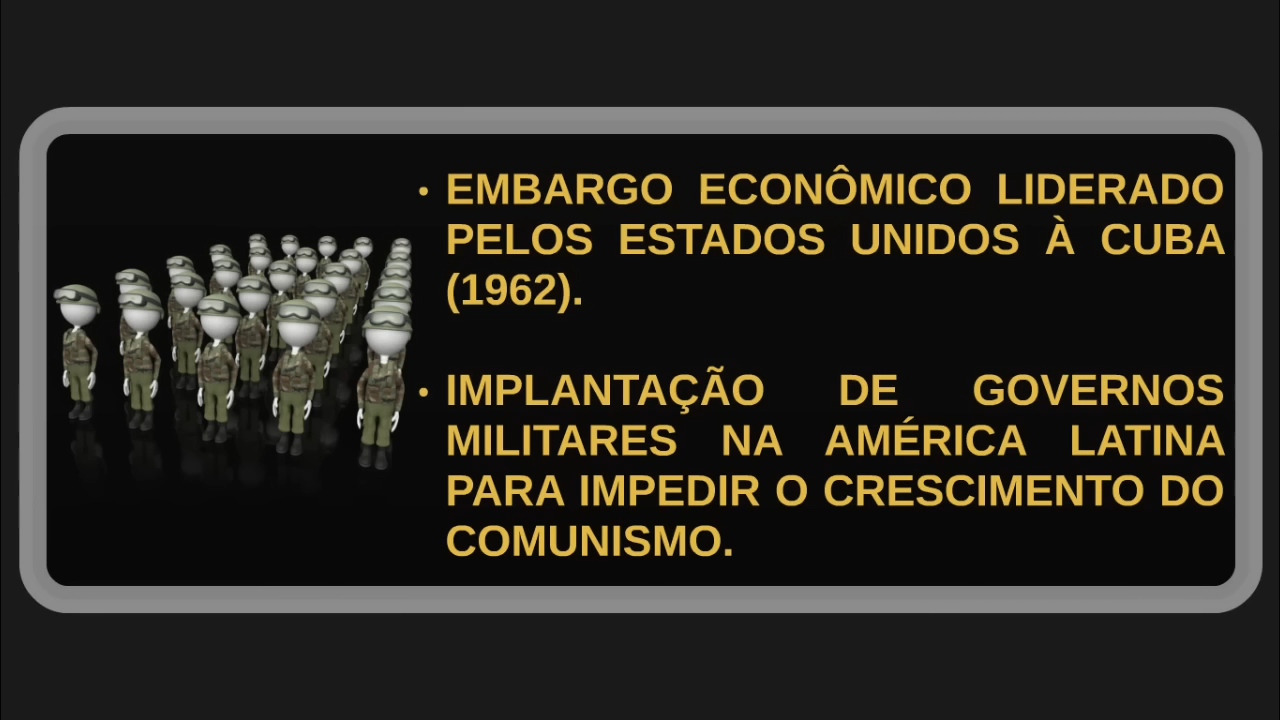 • EMBARGO ECONÔMICO LIDERADO
PELOS ESTADOS UNIDOS À CUBA
(1962).
• IMPLANTAÇÃO DE GOVERNOS
MILITARES NA AMÉRICA LATINA
PARA IMPEDIR O CRESCIMENTO DO
COMUNISMO.